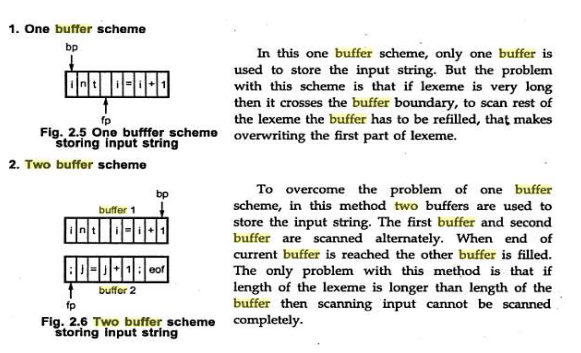 1. One buffer scheme
bp
i n t i = i + 1
fp
Fig. 2.5 One bufffer scheme
storing input string
In this one buffer scheme, only one buffer is
used to store the input string. But the problem
with this scheme is that if lexeme is very long
then it crosses the buffer boundary, to scan rest of
the lexeme the buffer has to be refilled, that makes
overwriting the first part of lexeme.
2. Two buffer scheme
bp
buffer 1
i n t i = i + 1
; j = j + 1 ; eof
buffer 2
fp
Fig. 2.6 Two buffer scheme
storing input string
To overcome the problem of one buffer
scheme, in this method two buffers are used to
store the input string. The first buffer and second
buffer are scanned alternately. When end of
current buffer is reached the other buffer is filled.
The only problem with this method is that if
length of the lexeme is longer than length of the
buffer then scanning input cannot be scanned
completely.